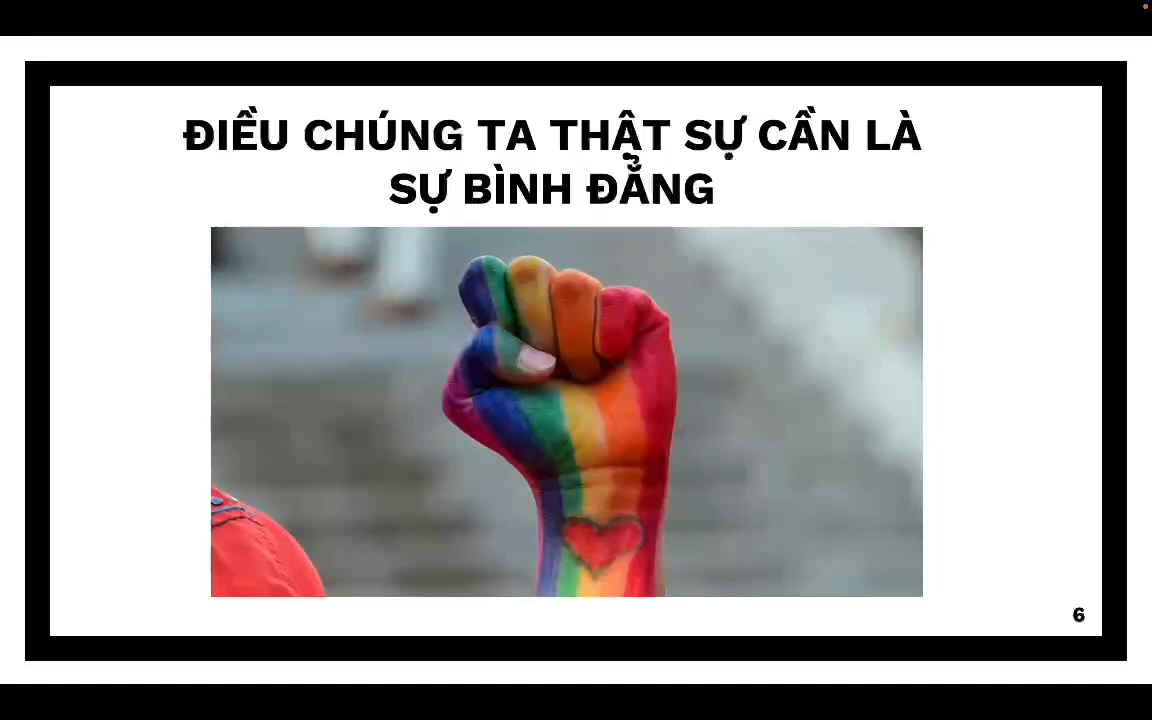 ĐIỀU CHÚNG TA THẬT SỰ CẦN LÀ
SỰ BÌNH ĐẲNG
6